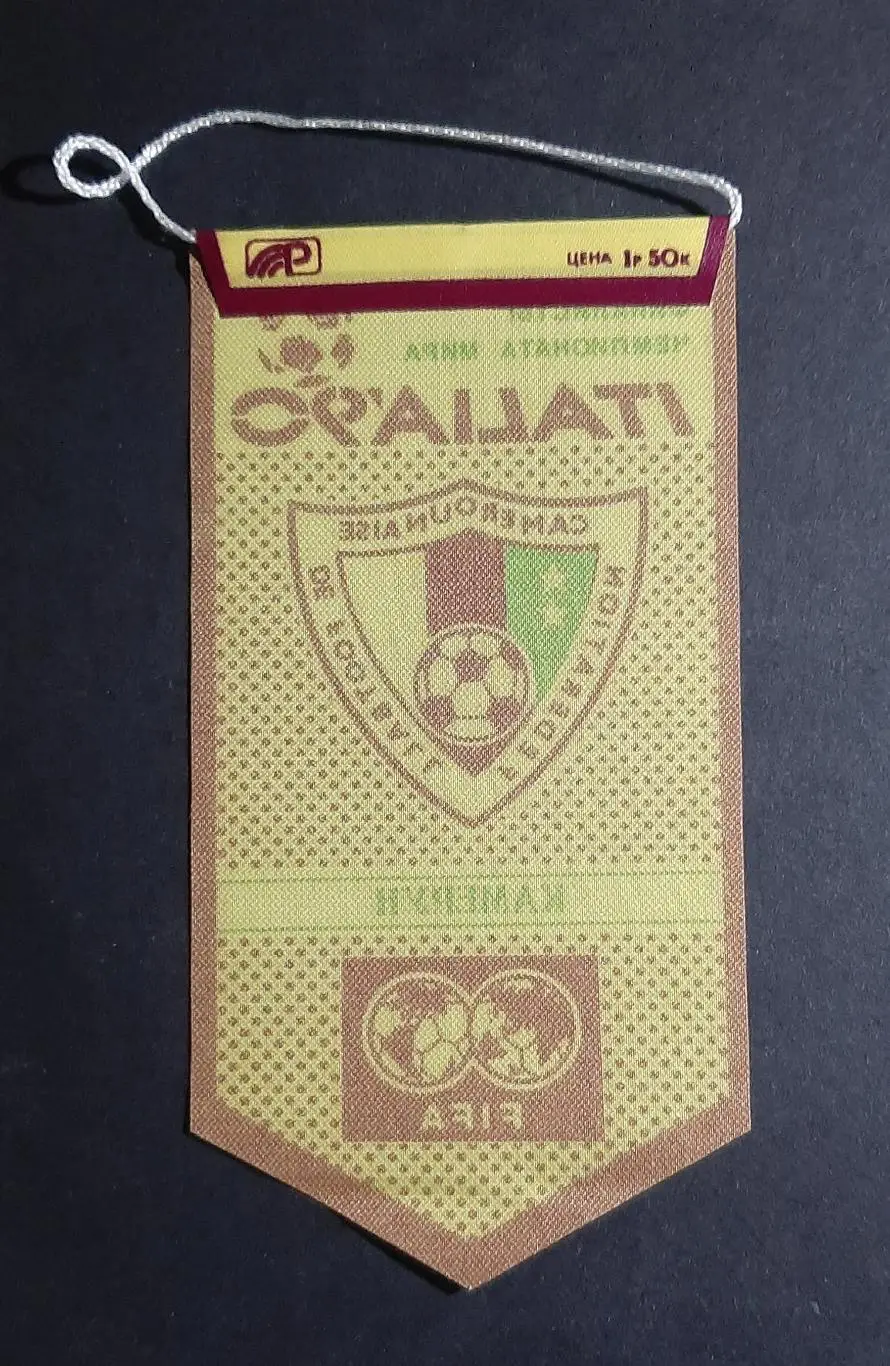 Р ЦЕНА 1р 50к
ЧЕМПИОНАТА МИРА
ITALIA'90
FEDERATION CAMEROUNAISE DE FOOTBALL
КАМЕРУН
FIFA